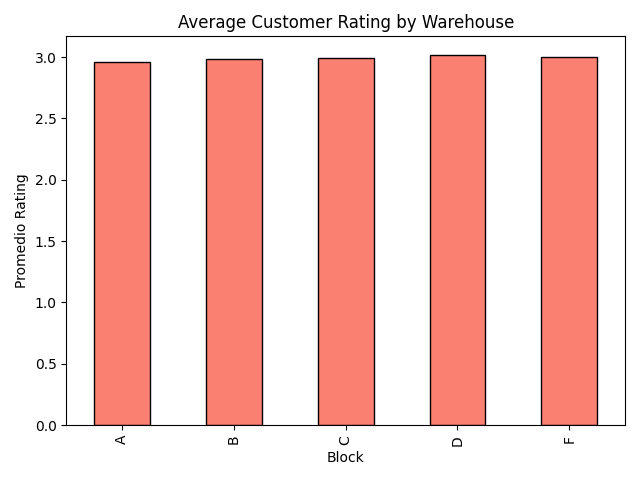 Average Customer Rating by Warehouse
Promedio Rating
3.0
2.5
2.0
1.5
1.0
0.5
0.0
A
B
C
D
F
Block